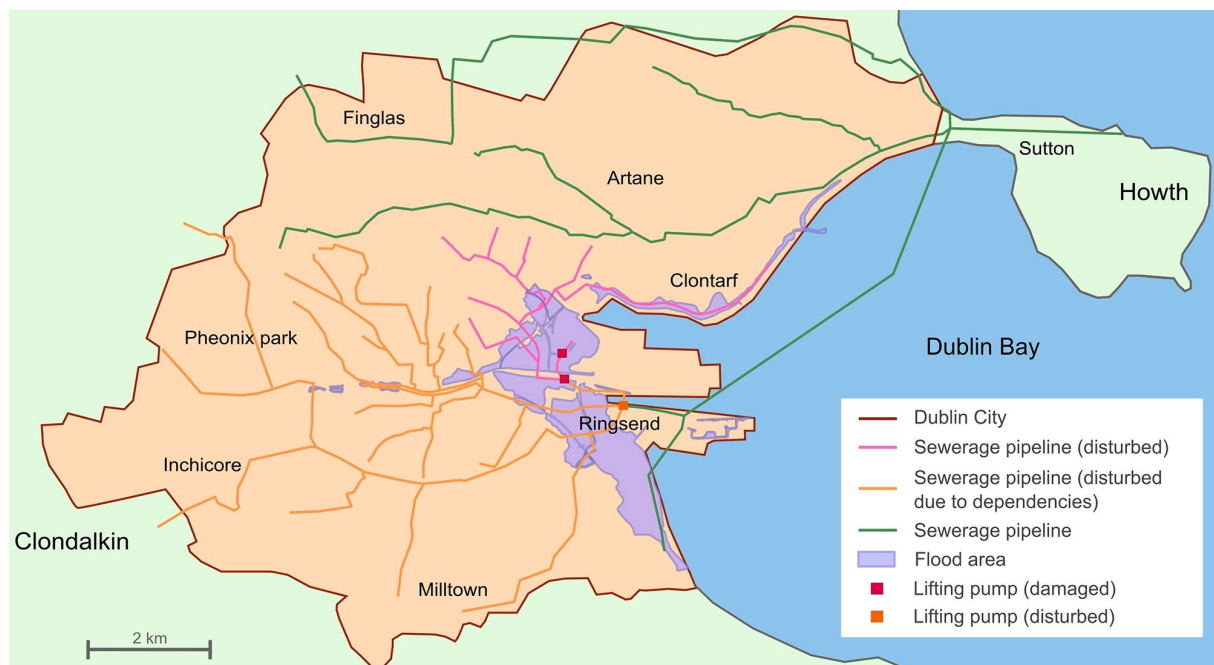 Finglas
Artane
Sutton
Howth
Clontarf
Pheonix park
Dublin Bay
Ringsend
Inchicore
Clondalkin
Milltown
2 km
Dublin City
Sewerage pipeline (disturbed)
Sewerage pipeline (disturbed
due to dependencies)
Sewerage pipeline
Flood area
Lifting pump (damaged)
Lifting pump (disturbed)